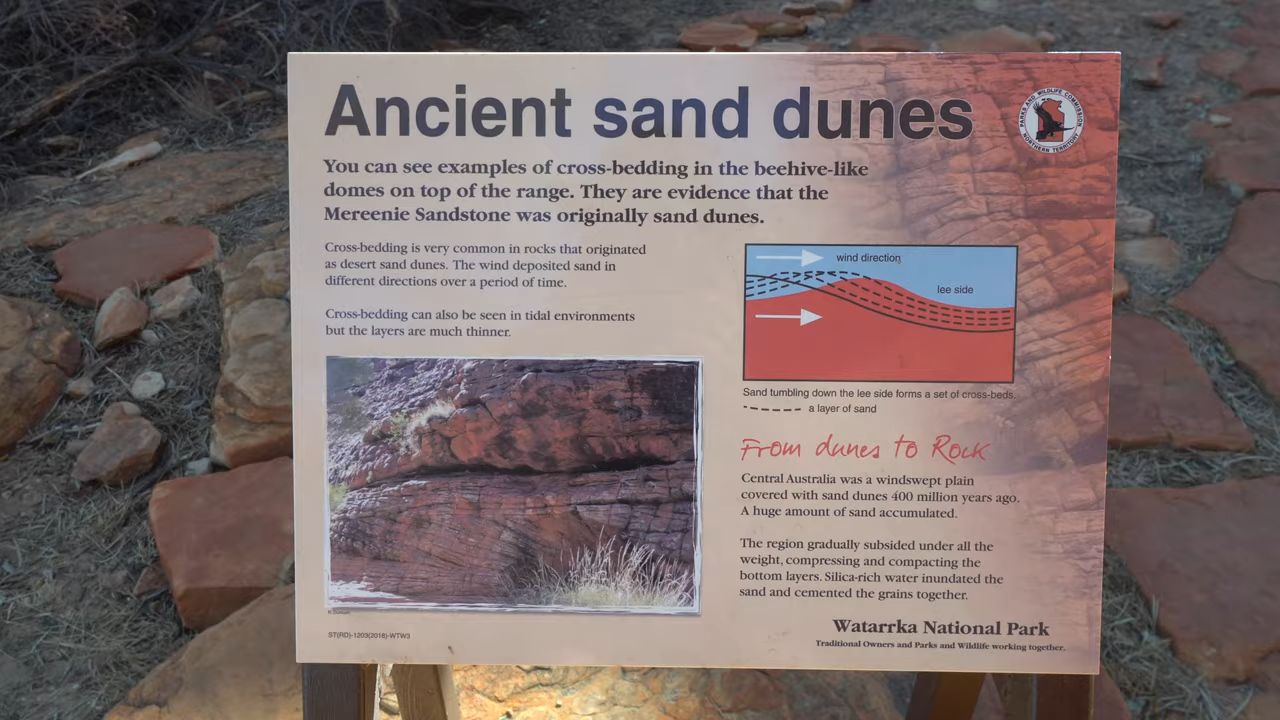 Ancient sand dunes
PARKS AND WILDLIFE COMMISSION
NORTHERN TERRITORY
You can see examples of cross-bedding in the beehive-like
domes on top of the range. They are evidence that the
Mereenie Sandstone was originally sand dunes.
Cross-bedding is very common in rocks that originated
as desert sand dunes. The wind deposited sand in
different directions over a period of time.
Cross-bedding can also be seen in tidal environments
but the layers are much thinner.
ST(RD)-1203(2018)-WTW3
wind direction
lee side
Sand tumbling down the lee side forms a set of cross-beds.
a layer of sand
From dunes to Rock
Central Australia was a windswept plain
covered with sand dunes 400 million years ago.
A huge amount of sand accumulated.
The region gradually subsided under all the
weight, compressing and compacting the
bottom layers. Silica-rich water inundated the
sand and cemented the grains together.
Watarrka National Park
Traditional Owners and Parks and Wildlife working together.